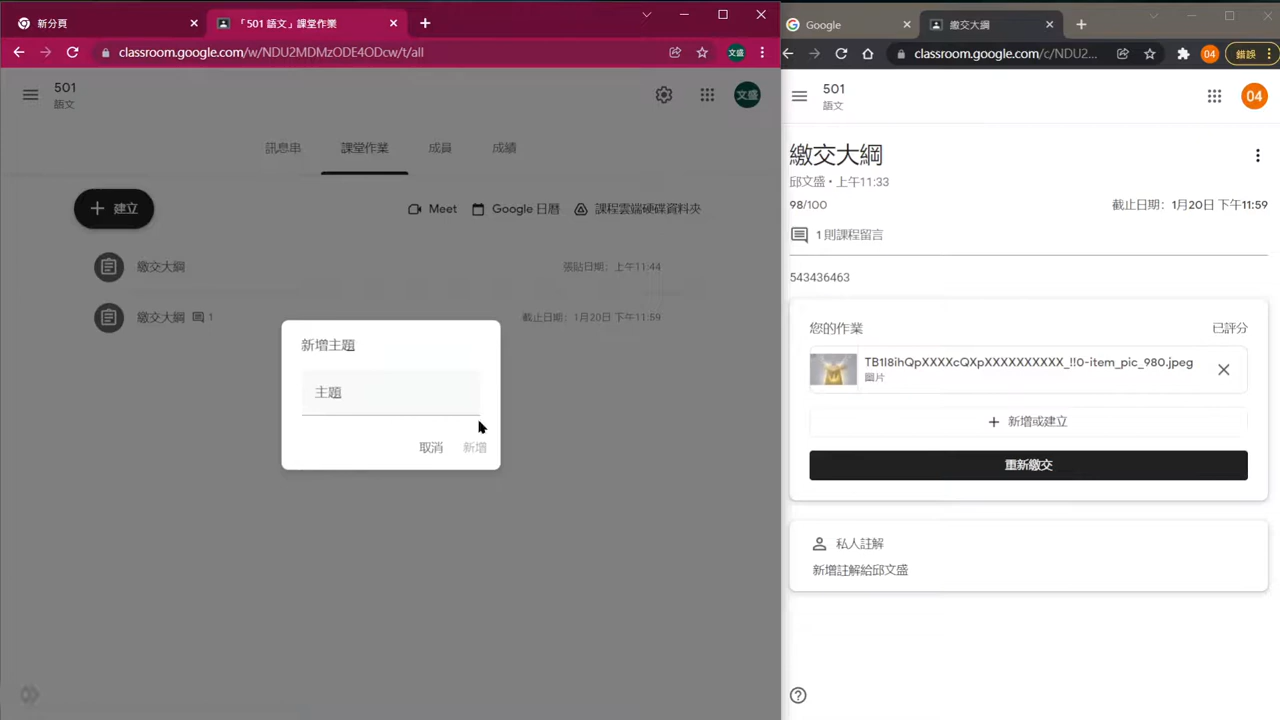 新分頁
「501 語文」課堂作業
classroom.google.com/w/NDU2MDMzODE4ODcw/t/all
文盛
501
語文
文盛
訊息串
課堂作業
成員
成績
建立
Meet
Google 日曆
課程雲端硬碟資料夾
繳交大綱
張貼日期：上午11:44
繳交大綱
1
截止日期：1月20日 下午11:59
新增主題
主題
取消
新增
Google
繳交大綱
classroom.google.com/c/NDU2...
04
錯誤
501
語文
04
繳交大綱
邱文盛 • 上午11:33
98/100
截止日期：1月20日 下午11:59
1 則課程留言
543436463
您的作業
已評分
TB1I8ihQpXXXXcQXpXXXXXXXXXX_!!0-item_pic_980.jpeg
圖片
新增或建立
重新繳交
私人註解
新增註解給邱文盛